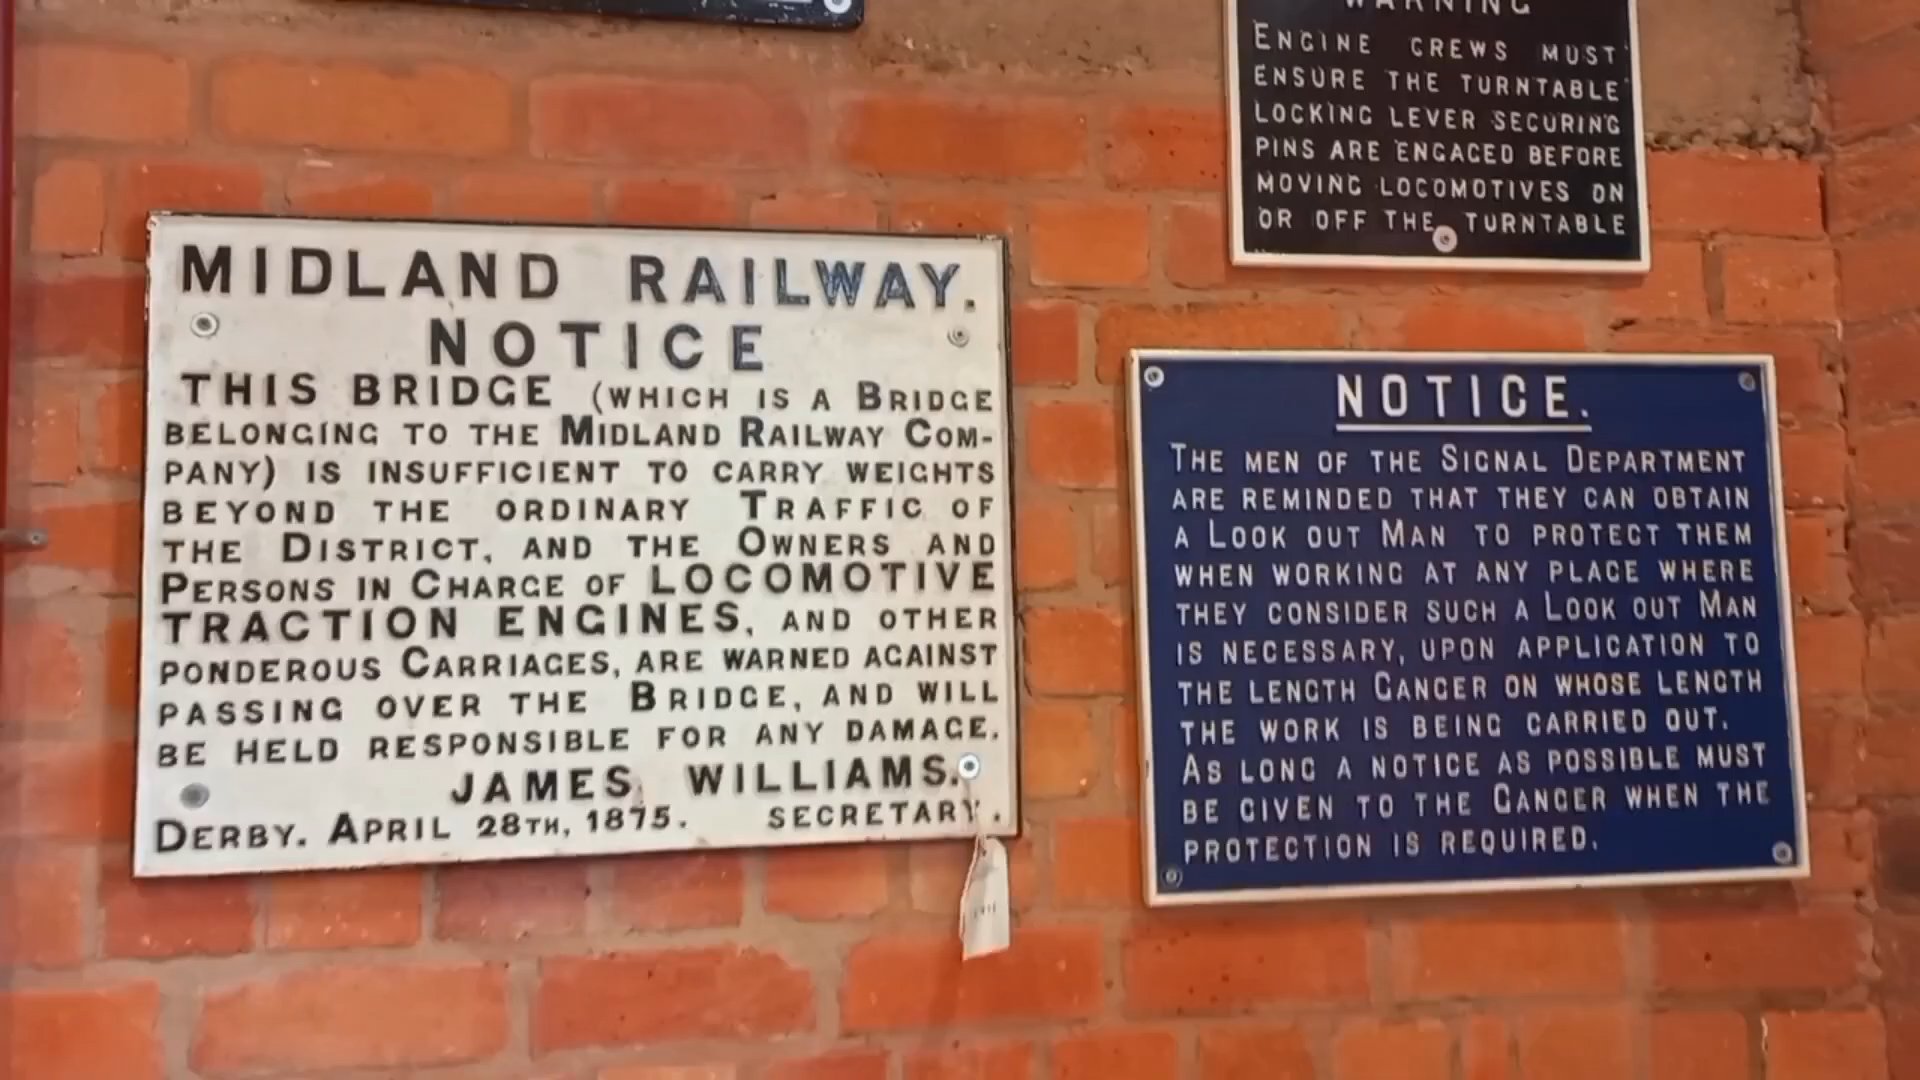 MIDLAND RAILWAY.
NOTICE
THIS BRIDGE (WHICH IS A BRIDGE
BELONGING TO THE MIDLAND RAILWAY COM-
PANY) IS INSUFFICIENT TO CARRY WEIGHTS
BEYOND THE ORDINARY TRAFFIC OF
THE DISTRICT, AND THE OWNERS AND
PERSONS IN CHARGE OF LOCOMOTIVE
TRACTION ENGINES, AND OTHER
PONDEROUS CARRIAGES, ARE WARNED AGAINST
PASSING OVER THE BRIDGE, AND WILL
BE HELD RESPONSIBLE FOR ANY DAMAGE.
JAMES WILLIAMS.
DERBY. APRIL 28TH, 1875. SECRETARY.
WARNING
ENGINE CREWS MUST
ENSURE THE TURNTABLE
LOCKING LEVER SECURING
PINS ARE ENGAGED BEFORE
MOVING LOCOMOTIVES ON
OR OFF THE TURNTABLE
NOTICE.
THE MEN OF THE SIGNAL DEPARTMENT
ARE REMINDED THAT THEY CAN OBTAIN
A LOOK OUT MAN TO PROTECT THEM
WHEN WORKING AT ANY PLACE WHERE
THEY CONSIDER SUCH A LOOK OUT MAN
IS NECESSARY, UPON APPLICATION TO
THE LENGTH GANGER ON WHOSE LENGTH
THE WORK IS BEING CARRIED OUT.
AS LONG A NOTICE AS POSSIBLE MUST
BE GIVEN TO THE GANGER WHEN THE
PROTECTION IS REQUIRED.